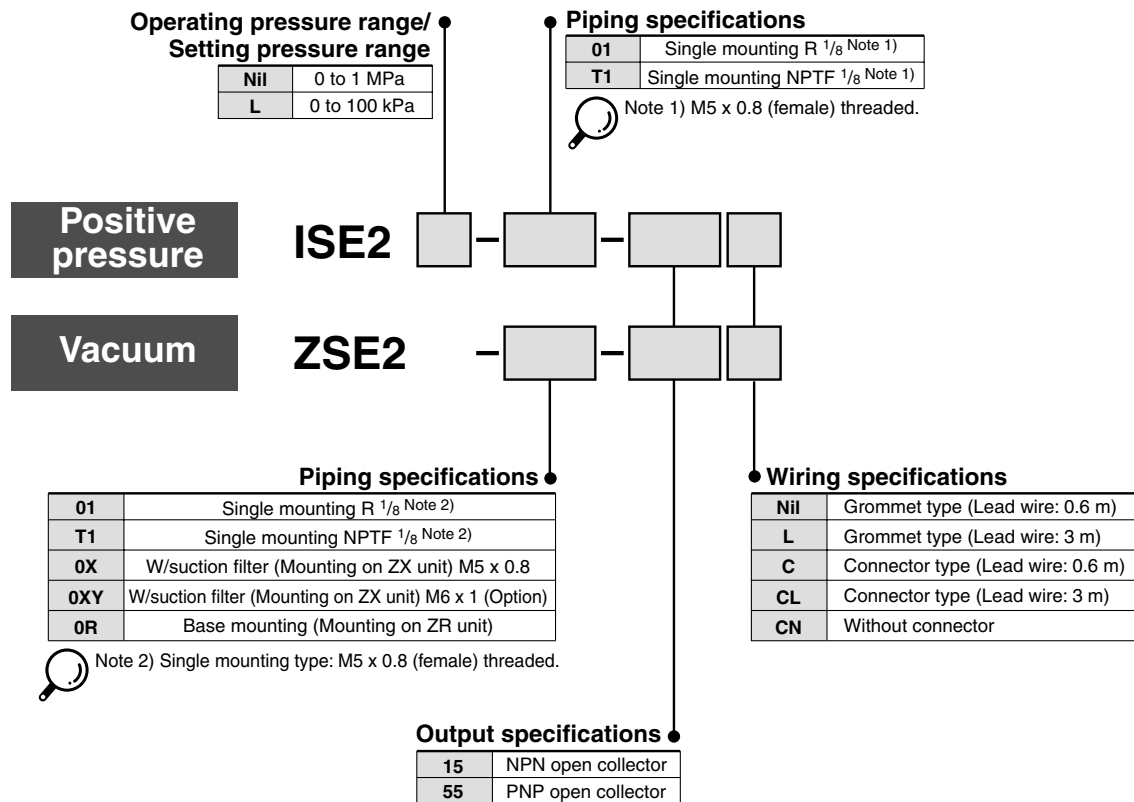 Operating pressure range/
Setting pressure range
Nil 0 to 1 MPa
L 0 to 100 kPa
Piping specifications
01 Single mounting R 1/8 Note 1)
T1 Single mounting NPTF 1/8 Note 1)
Note 1) M5 x 0.8 (female) threaded.
Positive
pressure
ISE2 – –
Vacuum
ZSE2 – –
Piping specifications
01 Single mounting R 1/8 Note 2)
T1 Single mounting NPTF 1/8 Note 2)
0X W/suction filter (Mounting on ZX unit) M5 x 0.8
0XY W/suction filter (Mounting on ZX unit) M6 x 1 (Option)
0R Base mounting (Mounting on ZR unit)
Note 2) Single mounting type: M5 x 0.8 (female) threaded.
Wiring specifications
Nil Grommet type (Lead wire: 0.6 m)
L Grommet type (Lead wire: 3 m)
C Connector type (Lead wire: 0.6 m)
CL Connector type (Lead wire: 3 m)
CN Without connector
Output specifications
15 NPN open collector
55 PNP open collector